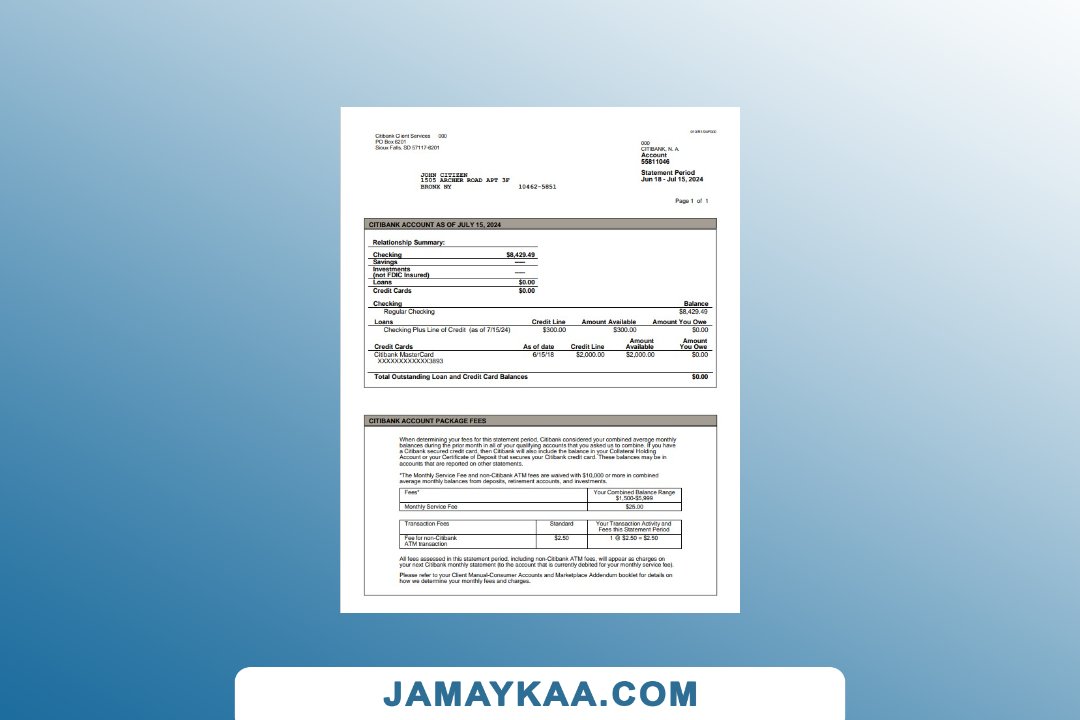 Citibank Client Services 000
PO Box 6201
Sioux Falls, SD 57117-6201
000
CITIBANK, N. A.
Account
55811046
Statement Period
Jun 18 - Jul 15, 2024
JOHN CITIZEN
1505 ARCHER ROAD APT 3F
BRONX NY 10462-5851
Page 1 of 1
CITIBANK ACCOUNT AS OF JULY 15, 2024
Relationship Summary:
Checking $8,429.49
Savings -----
Investments
(not FDIC Insured) -----
Loans $0.00
Credit Cards $0.00
Checking Balance
Regular Checking $8,429.49
Loans Credit Line Amount Available Amount You Owe
Checking Plus Line of Credit (as of 7/15/24) $300.00 $300.00 $0.00
Credit Cards As of date Credit Line Amount Available Amount You Owe
Citibank MasterCard 6/15/18 $2,000.00 $2,000.00 $0.00
XXXXXXXXXXXX3893
Total Outstanding Loan and Credit Card Balances $0.00
CITIBANK ACCOUNT PACKAGE FEES
When determining your fees for this statement period, Citibank considered your combined average monthly
balances during the prior month in all of your qualifying accounts that you asked us to combine. If you have
a Citibank secured credit card, then Citibank will also include the balance in your Collateral Holding
Account or your Certificate of Deposit that secures your Citibank credit card. These balances may be in
accounts that are reported on other statements.
*The Monthly Service Fee and non-Citibank ATM fees are waived with $10,000 or more in combined
average monthly balances from deposits, retirement accounts, and investments.
Fees* Your Combined Balance Range
$1,500-$5,999
Monthly Service Fee $25.00
Transaction Fees Standard Your Transaction Activity and
Fees this Statement Period
Fee for non-Citibank $2.50 1 @ $2.50 = $2.50
ATM transaction
All fees assessed in this statement period, including non-Citibank ATM fees, will appear as charges on
your next Citibank monthly statement (to the account that is currently debited for your monthly service fee).
Please refer to your Client Manual-Consumer Accounts and Marketplace Addendum booklet for details on
how we determine your monthly fees and charges.
JAMAYKAA.COM